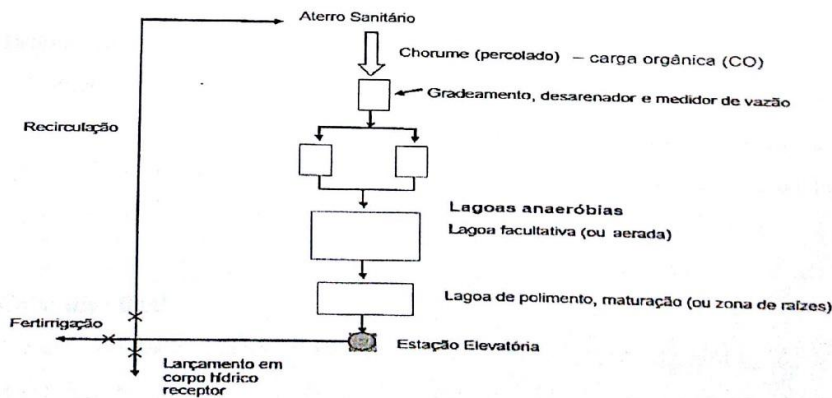 Aterro Sanitário
Chorume (percolado) – carga orgânica (CO)
Gradeamento, desarenador e medidor de vazão
Recirculação
Lagoas anaeróbias
Lagoa facultativa (ou aerada)
Lagoa de polimento, maturação (ou zona de raízes)
Fertirrigação
Estação Elevatória
Lançamento em
corpo hídrico
receptor